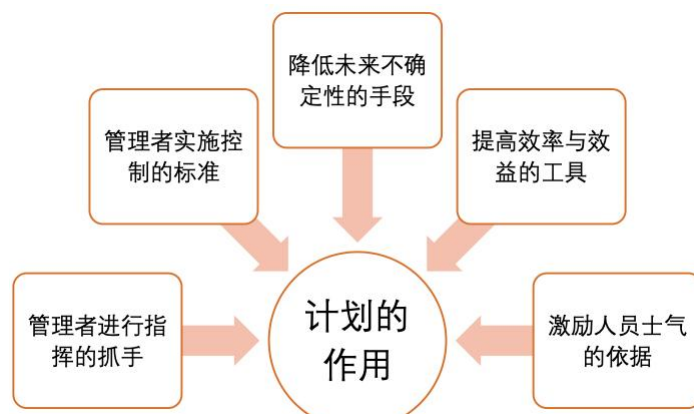 降低未来不确
定性的手段
管理者实施控
制的标准
提高效率与效
益的工具
管理者进行指
挥的抓手
计划的
作用
激励人员士气
的依据